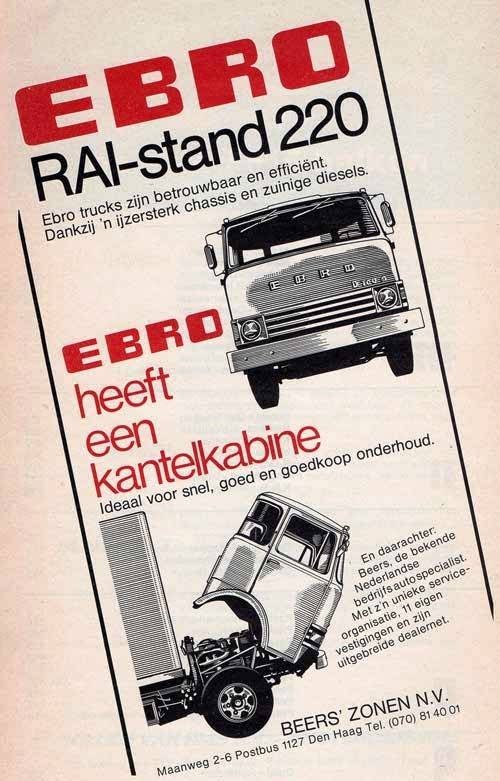 EBRO
RAI-stand 220
Ebro trucks zijn betrouwbaar en efficiënt.
Dankzij 'n ijzersterk chassis en zuinige diesels.
EBRO
EBRO
heeft
een
kantelkabine
Ideaal voor snel, goed en goedkoop onderhoud.
En daarachter:
Beers, de bekende
Nederlandse
bedrijfsautospecialist.
Met z'n unieke service-
organisatie, 11 eigen
vestigingen en zijn
uitgebreide dealernet.
BEERS' ZONEN N.V.
Maanweg 2-6 Postbus 1127 Den Haag Tel. (070) 81 40 01